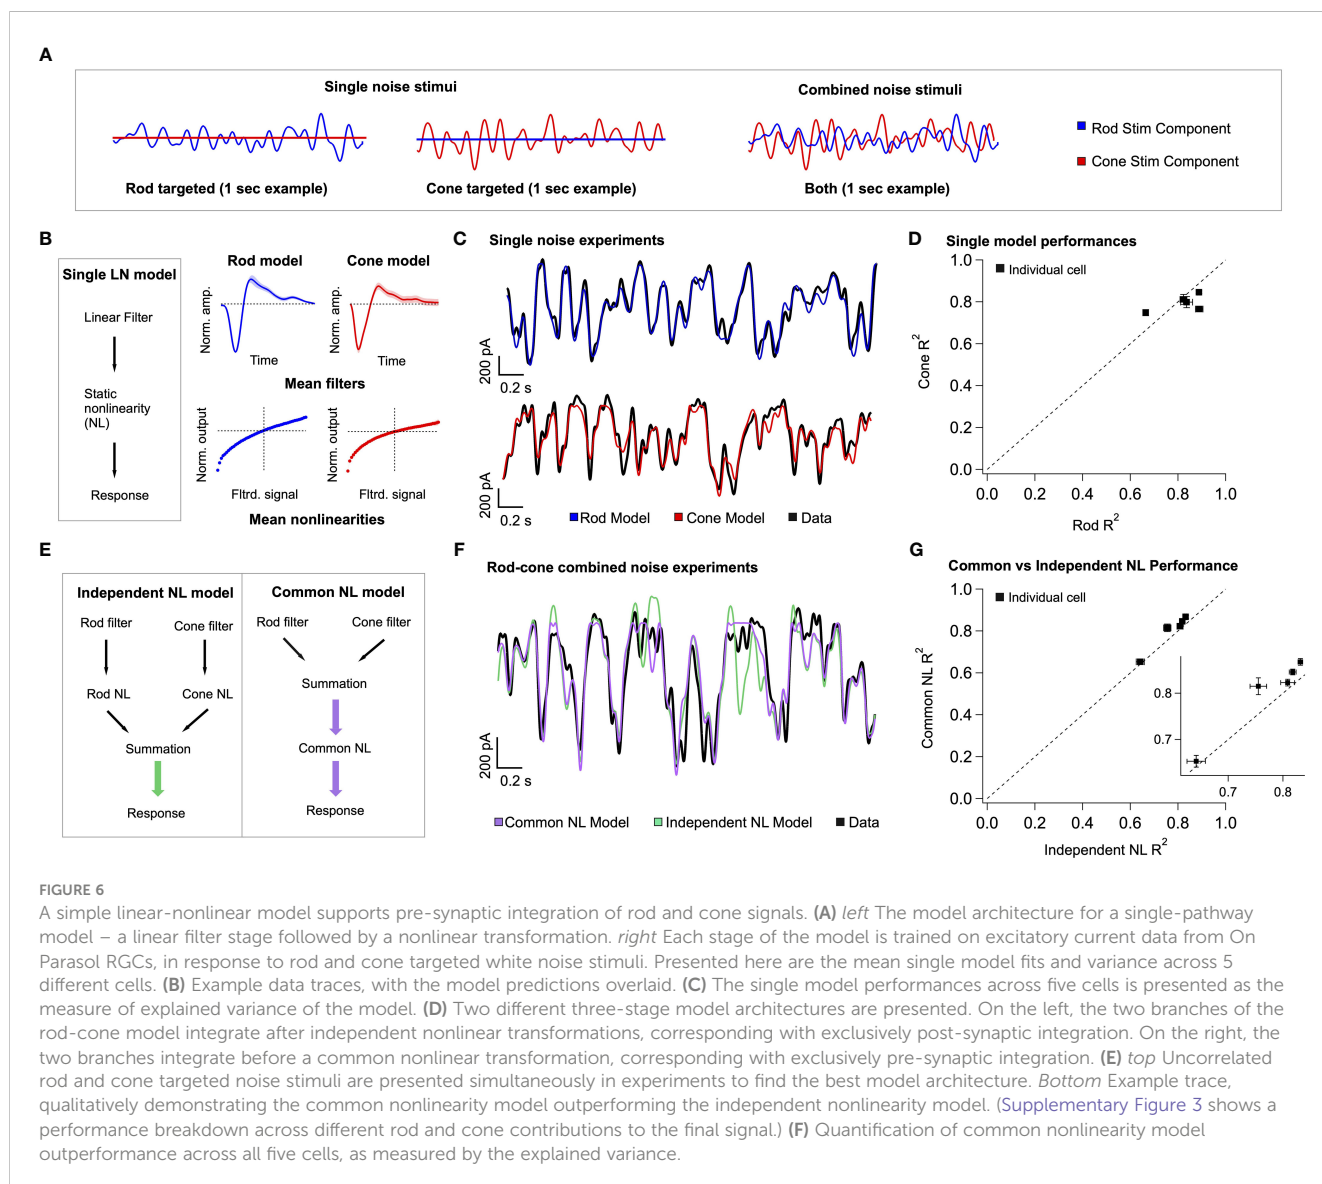 A
Single noise stimui
Combined noise stimuli
Rod Stim Component
Cone Stim Component
Rod targeted (1 sec example)
Cone targeted (1 sec example)
Both (1 sec example)
B
Single LN model
Linear Filter
Static
nonlinearity
(NL)
Response
Rod model
Cone model
Norm. amp.
Norm. amp.
Time
Time
Mean filters
Norm. output
Norm. output
Fltrd. signal
Fltrd. signal
Mean nonlinearities
C
Single noise experiments
200 pA
0.2 s
200 pA
0.2 s
Rod Model
Cone Model
Data
D
Single model performances
Individual cell
Cone R²
1.0
0.8
0.6
0.4
0.2
0.0
0.0 0.2 0.4 0.6 0.8 1.0
Rod R²
E
Independent NL model
Rod filter
Cone filter
Rod NL
Cone NL
Summation
Response
Common NL model
Rod filter
Cone filter
Summation
Common NL
Response
F
Rod-cone combined noise experiments
200 pA
0.2 s
Common NL Model
Independent NL Model
Data
G
Common vs Independent NL Performance
Individual cell
Common NL R²
1.0
0.8
0.6
0.4
0.2
0.0
0.8
0.7
0.7 0.8
0.0 0.2 0.4 0.6 0.8 1.0
Independent NL R²
FIGURE 6
A simple linear-nonlinear model supports pre-synaptic integration of rod and cone signals. (A) left The model architecture for a single-pathway
model – a linear filter stage followed by a nonlinear transformation. right Each stage of the model is trained on excitatory current data from On
Parasol RGCs, in response to rod and cone targeted white noise stimuli. Presented here are the mean single model fits and variance across 5
different cells. (B) Example data traces, with the model predictions overlaid. (C) The single model performances across five cells is presented as the
measure of explained variance of the model. (D) Two different three-stage model architectures are presented. On the left, the two branches of the
rod-cone model integrate after independent nonlinear transformations, corresponding with exclusively post-synaptic integration. On the right, the
two branches integrate before a common nonlinear transformation, corresponding with exclusively pre-synaptic integration. (E) top Uncorrelated
rod and cone targeted noise stimuli are presented simultaneously in experiments to find the best model architecture. Bottom Example trace,
qualitatively demonstrating the common nonlinearity model outperforming the independent nonlinearity model. (Supplementary Figure 3 shows a
performance breakdown across different rod and cone contributions to the final signal.) (F) Quantification of common nonlinearity model
outperformance across all five cells, as measured by the explained variance.